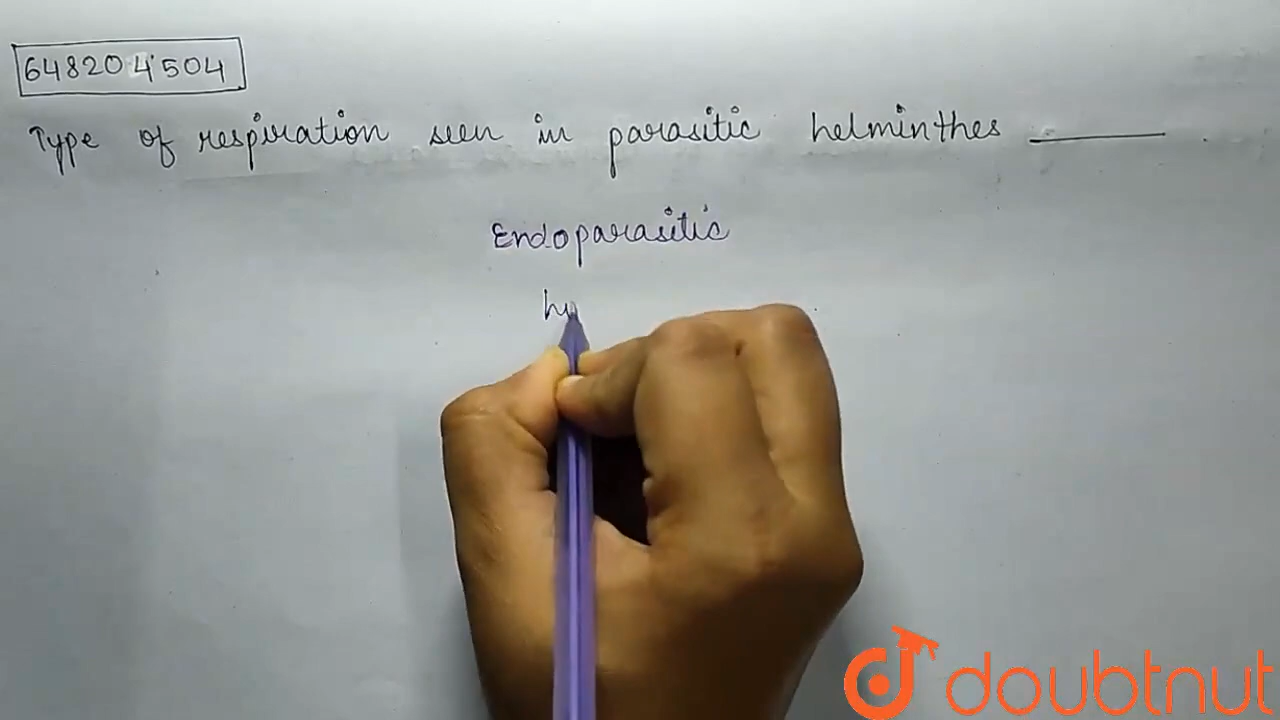 648204504
Type of respiration seen in parasitic helminthes ______ .
Endoparasitic
doubtnut